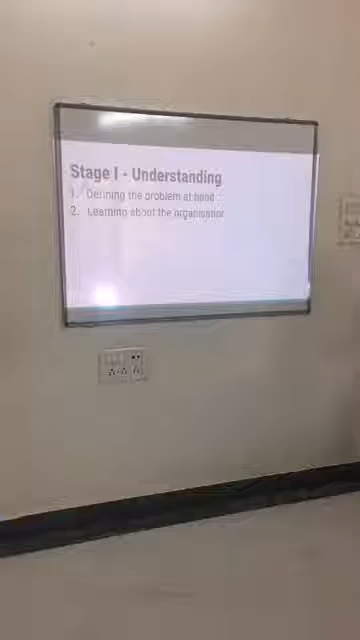 Stage I - Understanding
1. Defining the problem at hand
2. Learning about the organisation